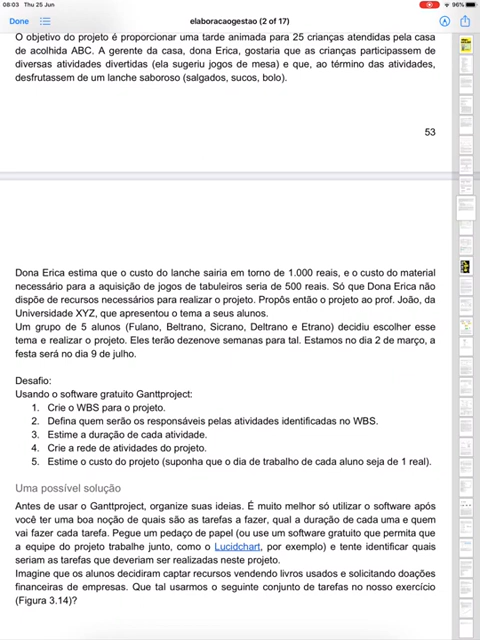 08:03 Thu 25 Jun
96%
Done
elaboracaogestao (2 of 17)
O objetivo do projeto é proporcionar uma tarde animada para 25 crianças atendidas pela casa
de acolhida ABC. A gerente da casa, dona Erica, gostaria que as crianças participassem de
diversas atividades divertidas (ela sugeriu jogos de mesa) e que, ao término das atividades,
desfrutassem de um lanche saboroso (salgados, sucos, bolo).
53
Dona Erica estima que o custo do lanche sairia em torno de 1.000 reais, e o custo do material
necessário para a aquisição de jogos de tabuleiros seria de 500 reais. Só que Dona Erica não
dispõe de recursos necessários para realizar o projeto. Propôs então o projeto ao prof. João, da
Universidade XYZ, que apresentou o tema a seus alunos.
Um grupo de 5 alunos (Fulano, Beltrano, Sicrano, Deltrano e Etrano) decidiu escolher esse
tema e realizar o projeto. Eles terão dezenove semanas para tal. Estamos no dia 2 de março, a
festa será no dia 9 de julho.
Desafio:
Usando o software gratuito Ganttproject:
1. Crie o WBS para o projeto.
2. Defina quem serão os responsáveis pelas atividades identificadas no WBS.
3. Estime a duração de cada atividade.
4. Crie a rede de atividades do projeto.
5. Estime o custo do projeto (suponha que o dia de trabalho de cada aluno seja de 1 real).
Uma possível solução
Antes de usar o Ganttproject, organize suas ideias. É muito melhor só utilizar o software após
você ter uma boa noção de quais são as tarefas a fazer, qual a duração de cada uma e quem
vai fazer cada tarefa. Pegue um pedaço de papel (ou use um software gratuito que permita que
a equipe do projeto trabalhe junto, como o Lucidchart, por exemplo) e tente identificar quais
seriam as tarefas que deveriam ser realizadas neste projeto.
Imagine que os alunos decidiram captar recursos vendendo livros usados e solicitando doações
financeiras de empresas. Que tal usarmos o seguinte conjunto de tarefas no nosso exercício
(Figura 3.14)?